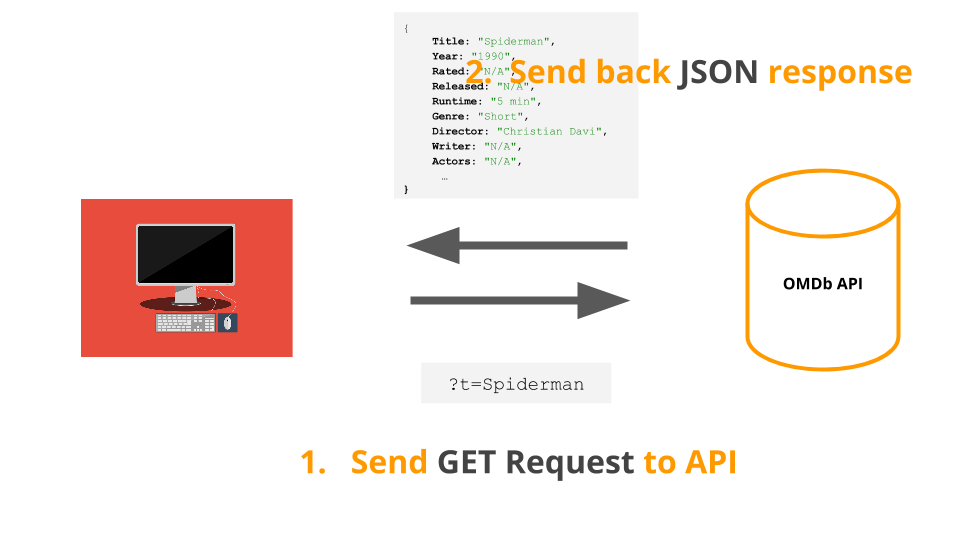 {
Title: "Spiderman",
Year: "1990",
Rated: "N/A",
Released: "N/A",
Runtime: "5 min",
Genre: "Short",
Director: "Christian Davi",
Writer: "N/A",
Actors: "N/A",
…
}
2. Send back JSON response
OMDb API
?t=Spiderman
1. Send GET Request to API